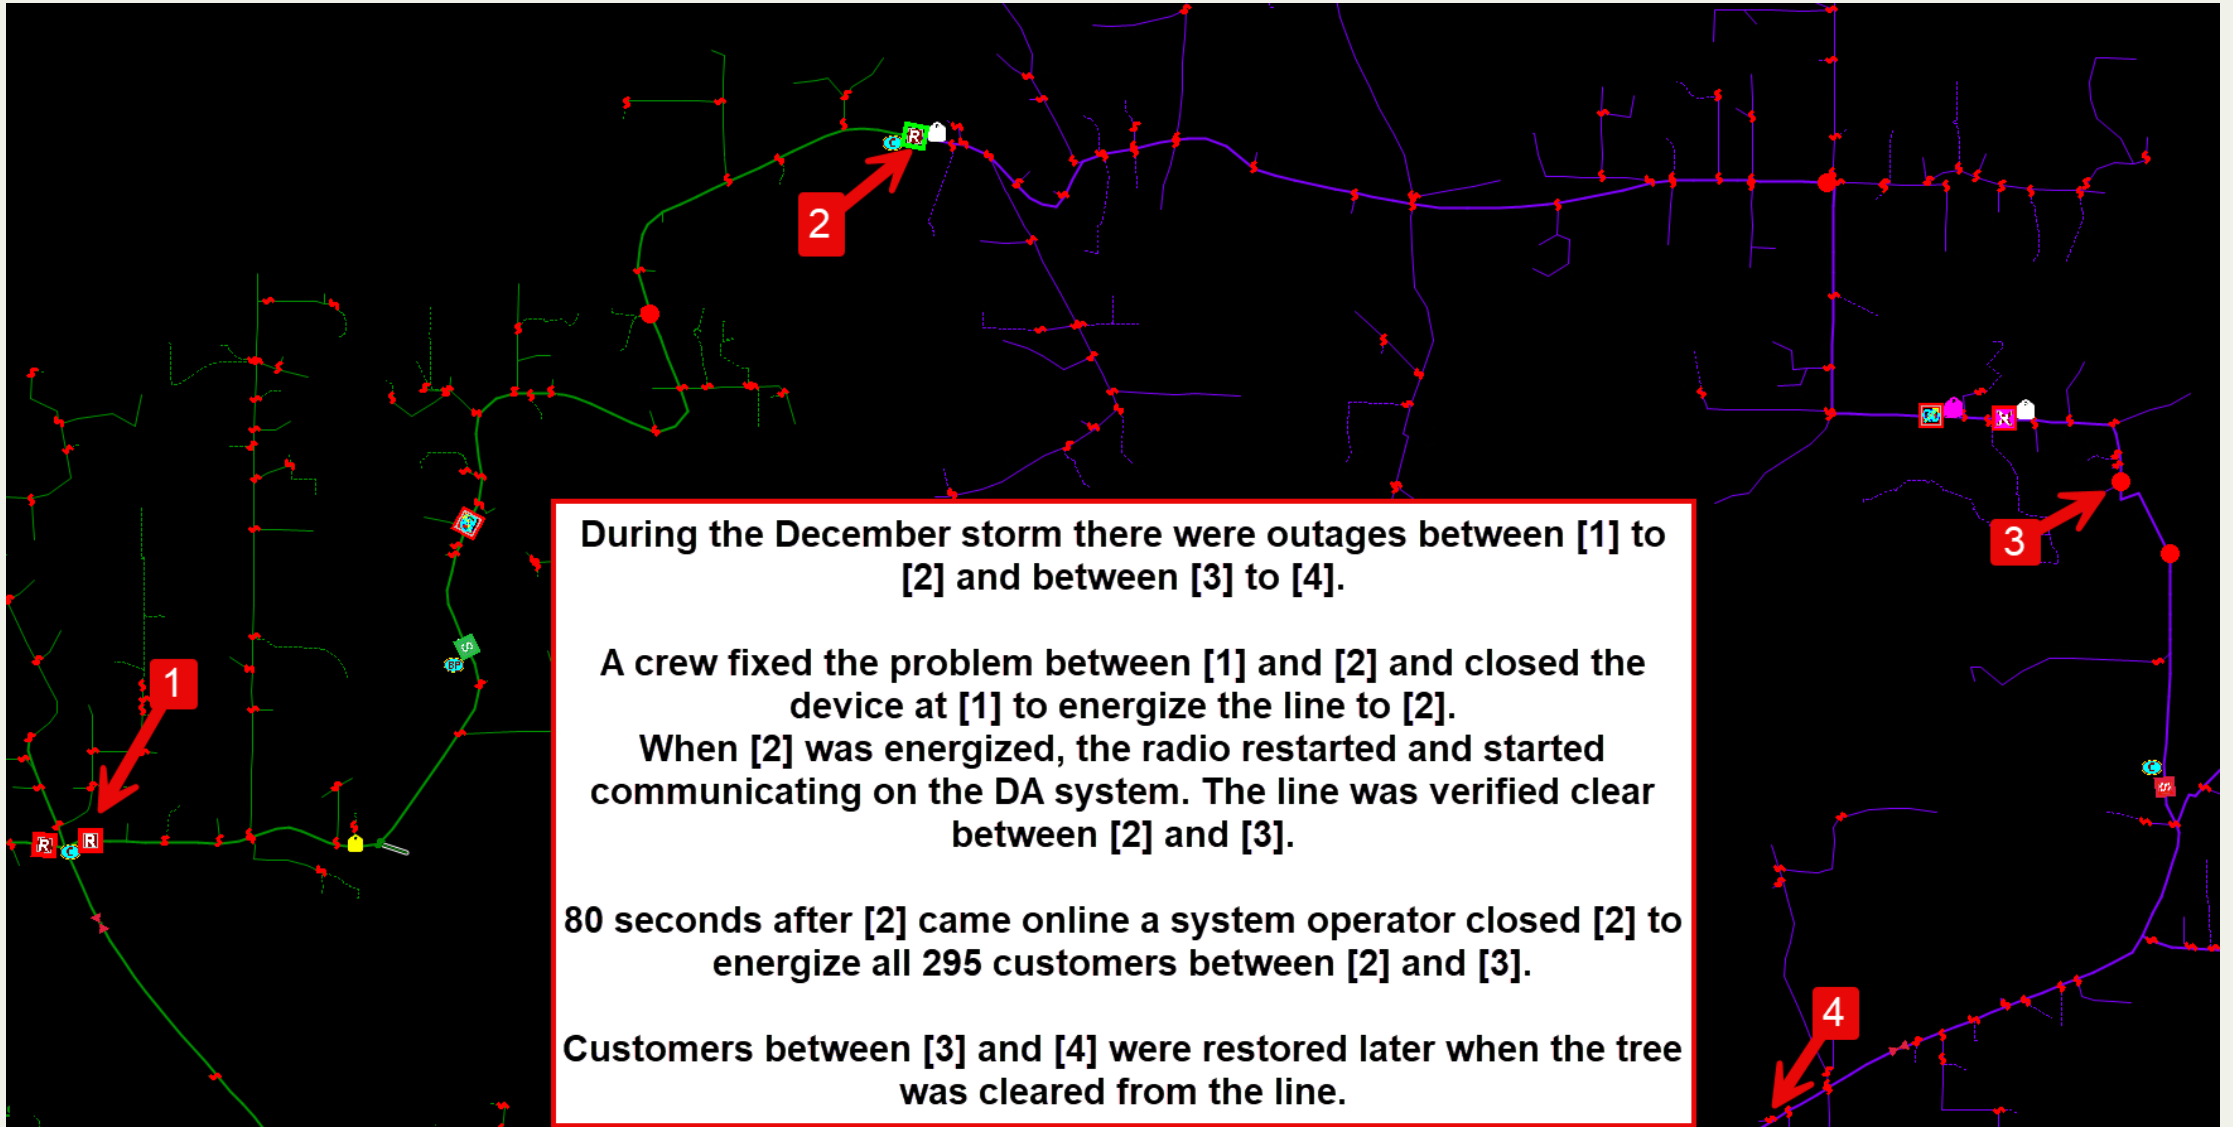 R
2
R
3
1
R
R
S
S
4
During the December storm there were outages between [1] to
[2] and between [3] to [4].
A crew fixed the problem between [1] and [2] and closed the
device at [1] to energize the line to [2].
When [2] was energized, the radio restarted and started
communicating on the DA system. The line was verified clear
between [2] and [3].
80 seconds after [2] came online a system operator closed [2] to
energize all 295 customers between [2] and [3].
Customers between [3] and [4] were restored later when the tree
was cleared from the line.